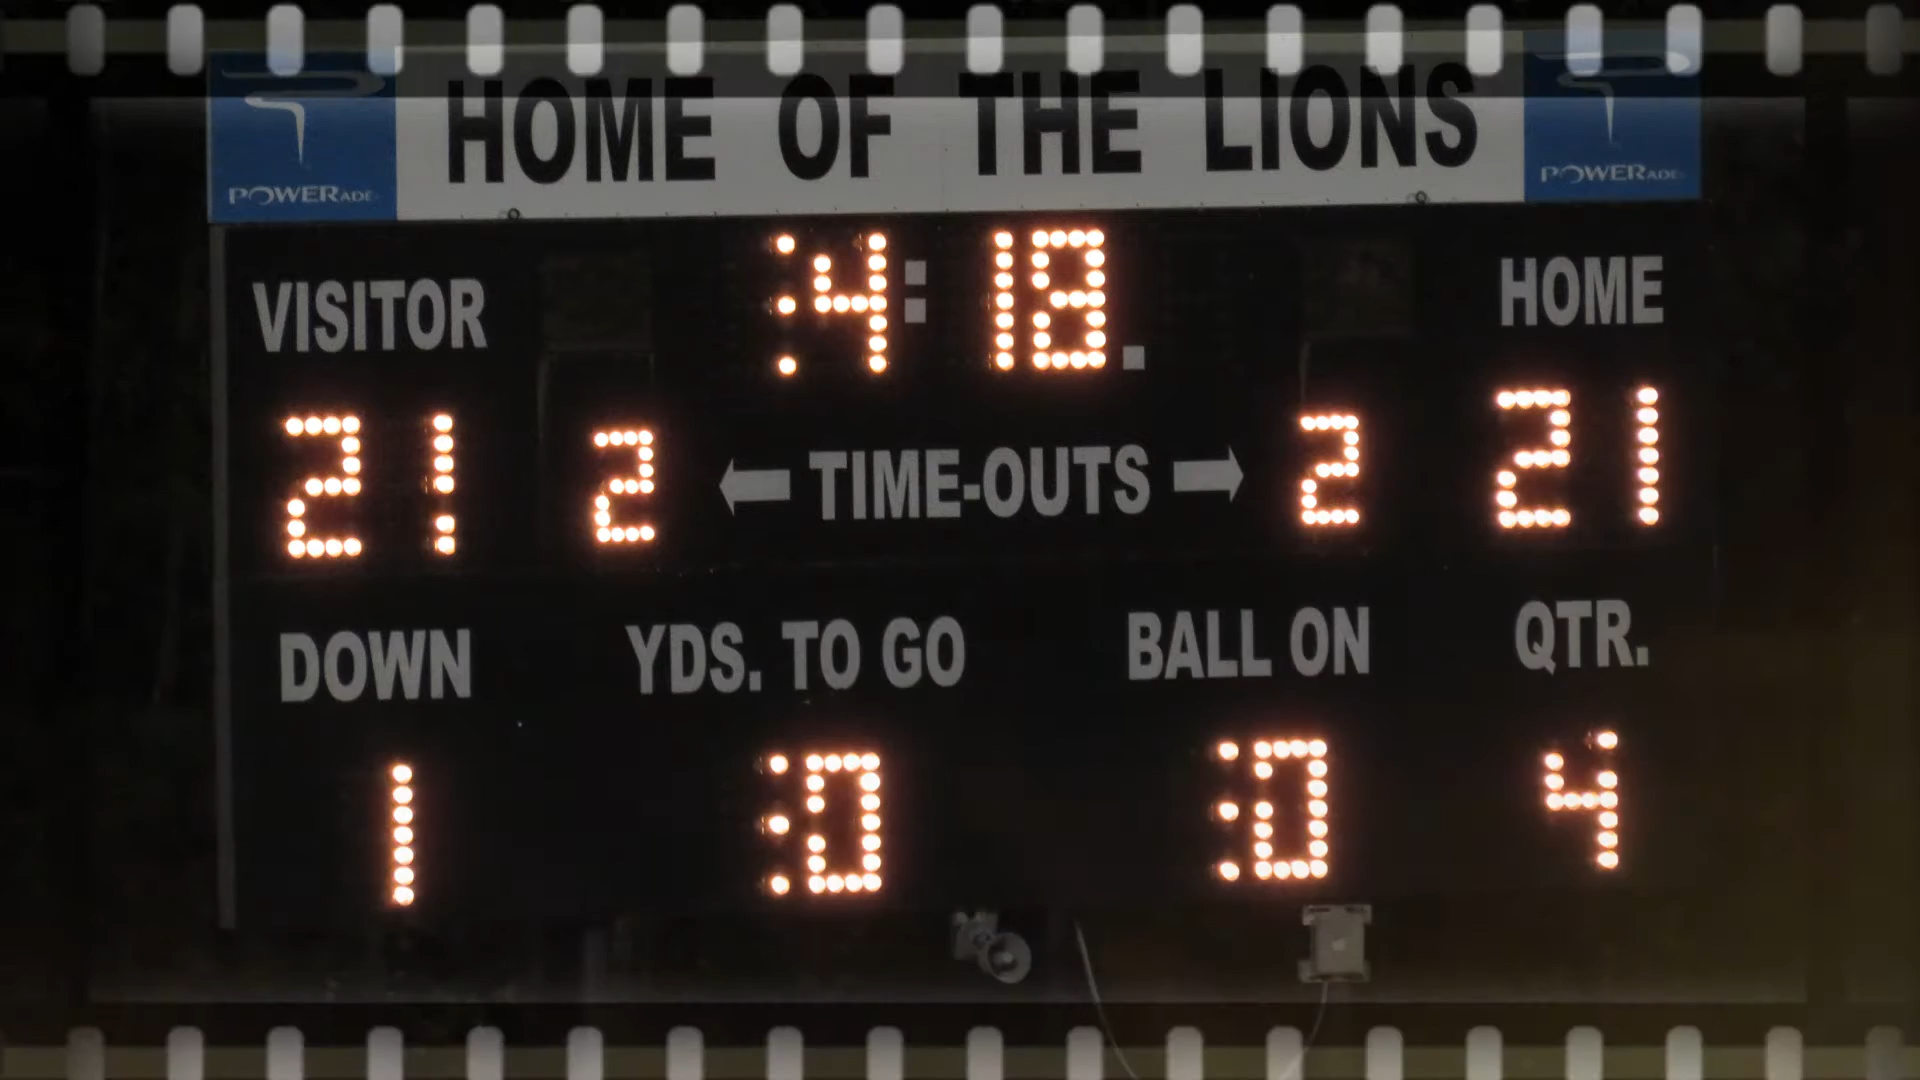 POWERADE HOME OF THE LIONS POWERADE
VISITOR :4:18. HOME
21 2 ← TIME-OUTS → 2 21
DOWN YDS. TO GO BALL ON QTR.
1 :0 :0 4